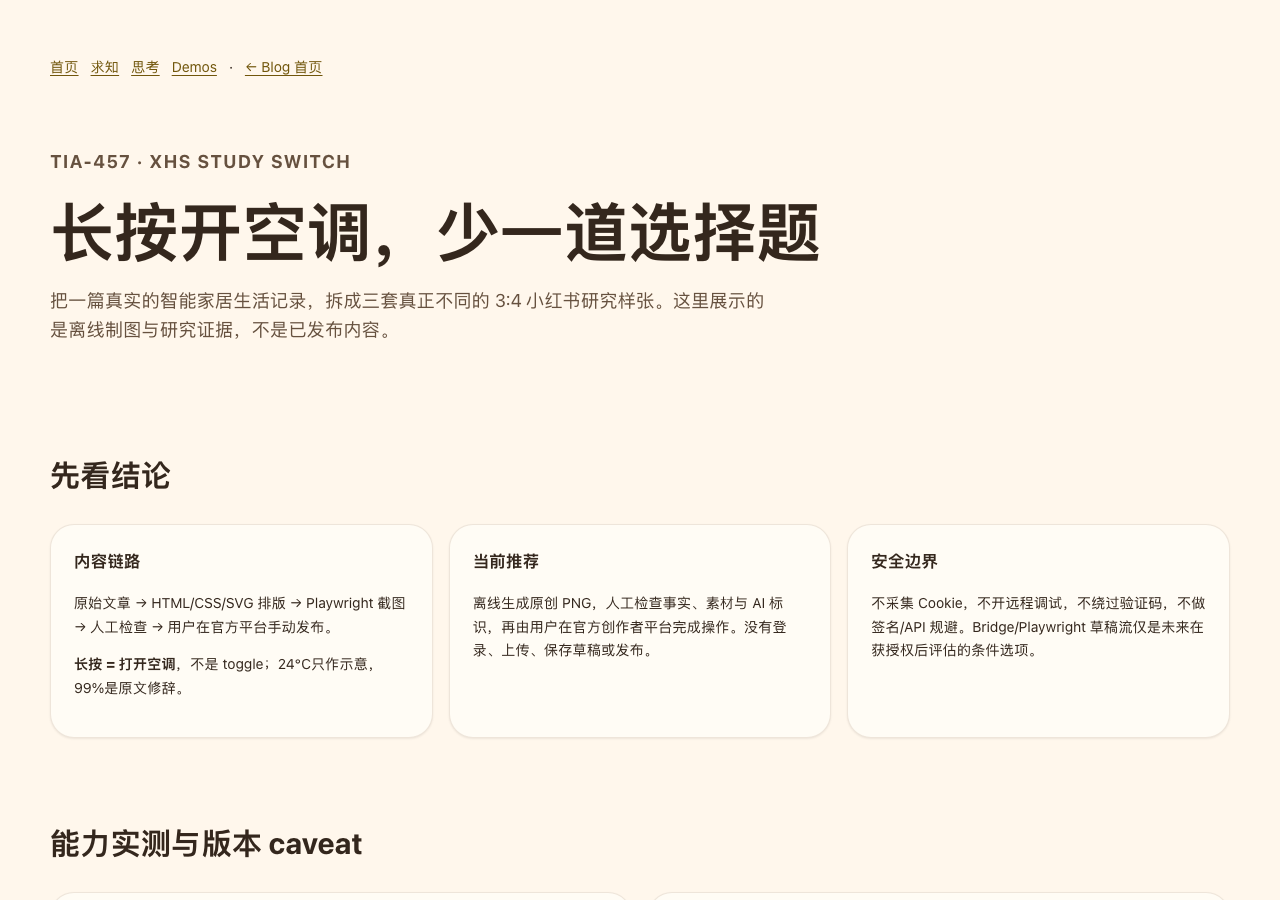 首页 求知 思考 Demos · ← Blog 首页
TIA-457 · XHS STUDY SWITCH
长按开空调，少一道选择题
把一篇真实的智能家居生活记录，拆成三套真正不同的 3:4 小红书研究样张。这里展示的
是离线制图与研究证据，不是已发布内容。
先看结论
内容链路
原始文章 → HTML/CSS/SVG 排版 → Playwright 截图
→ 人工检查 → 用户在官方平台手动发布。
长按 = 打开空调，不是 toggle；24°C只作示意，
99%是原文修辞。
当前推荐
离线生成原创 PNG，人工检查事实、素材与 AI 标
识，再由用户在官方创作者平台完成操作。没有登
录、上传、保存草稿或发布。
安全边界
不采集 Cookie，不开远程调试，不绕过验证码，不做
签名/API 规避。Bridge/Playwright 草稿流仅是未来在
获授权后评估的条件选项。
能力实测与版本 caveat